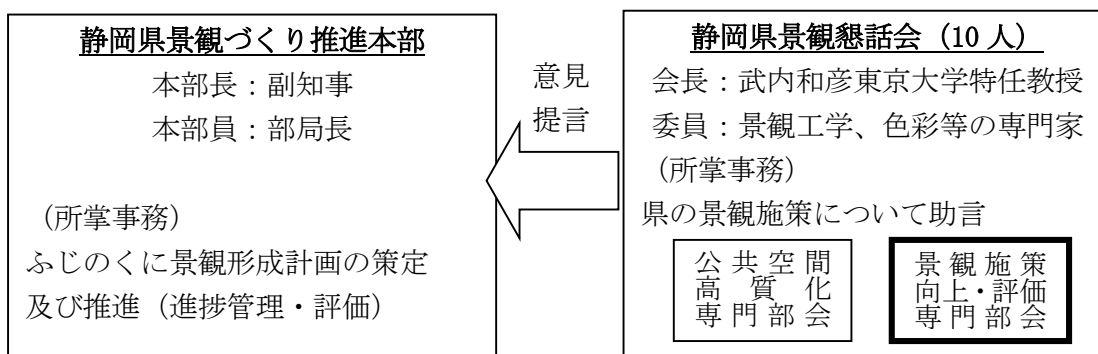 静岡県景観づくり推進本部
本部長：副知事
本部員：部局長
（所掌事務）
ふじのくに景観形成計画の策定
及び推進（進捗管理・評価）
意見
提言
静岡県景観懇話会（10 人）
会長：武内和彦東京大学特任教授
委員：景観工学、色彩等の専門家
（所掌事務）
県の景観施策について助言
公共空間
高質化
専門部会
景観施策
向上・評価
専門部会